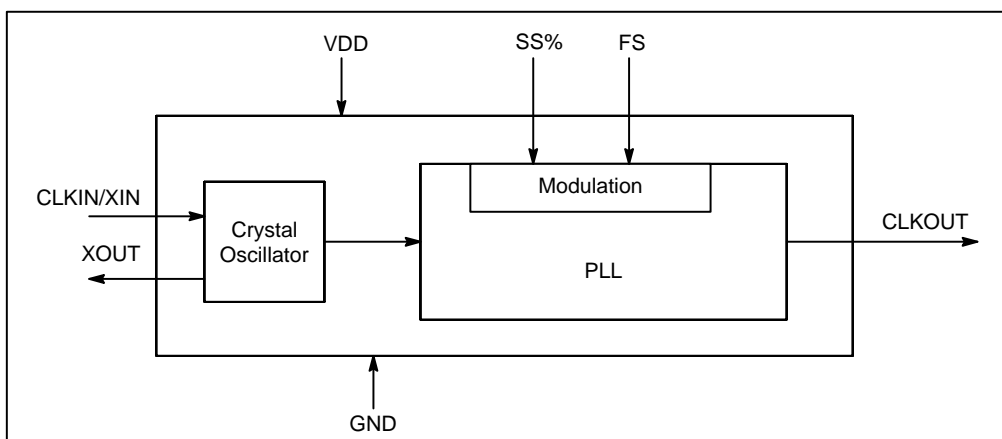 VDD
SS%
FS
CLKIN/XIN
XOUT
Crystal
Oscillator
Modulation
PLL
CLKOUT
GND